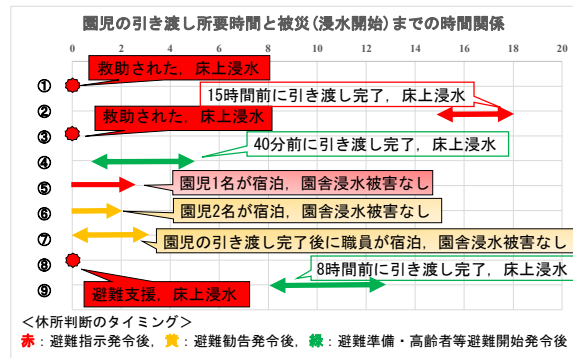 園児の引き渡し所要時間と被災(浸水開始)までの時間関係
0 2 4 6 8 10 12 14 16 18 20
救助された，床上浸水
①
15時間前に引き渡し完了，床上浸水
②
救助された，床上浸水
③
40分前に引き渡し完了，床上浸水
④
⑤ 園児1名が宿泊，園舎浸水被害なし
⑥ 園児2名が宿泊，園舎浸水被害なし
⑦ 園児の引き渡し完了後に職員が宿泊，園舎浸水被害なし
⑧ 8時間前に引き渡し完了，床上浸水
⑨ 避難支援，床上浸水
＜休所判断のタイミング＞
赤：避難指示発令後，黄：避難勧告発令後，緑：避難準備・高齢者等避難開始発令後